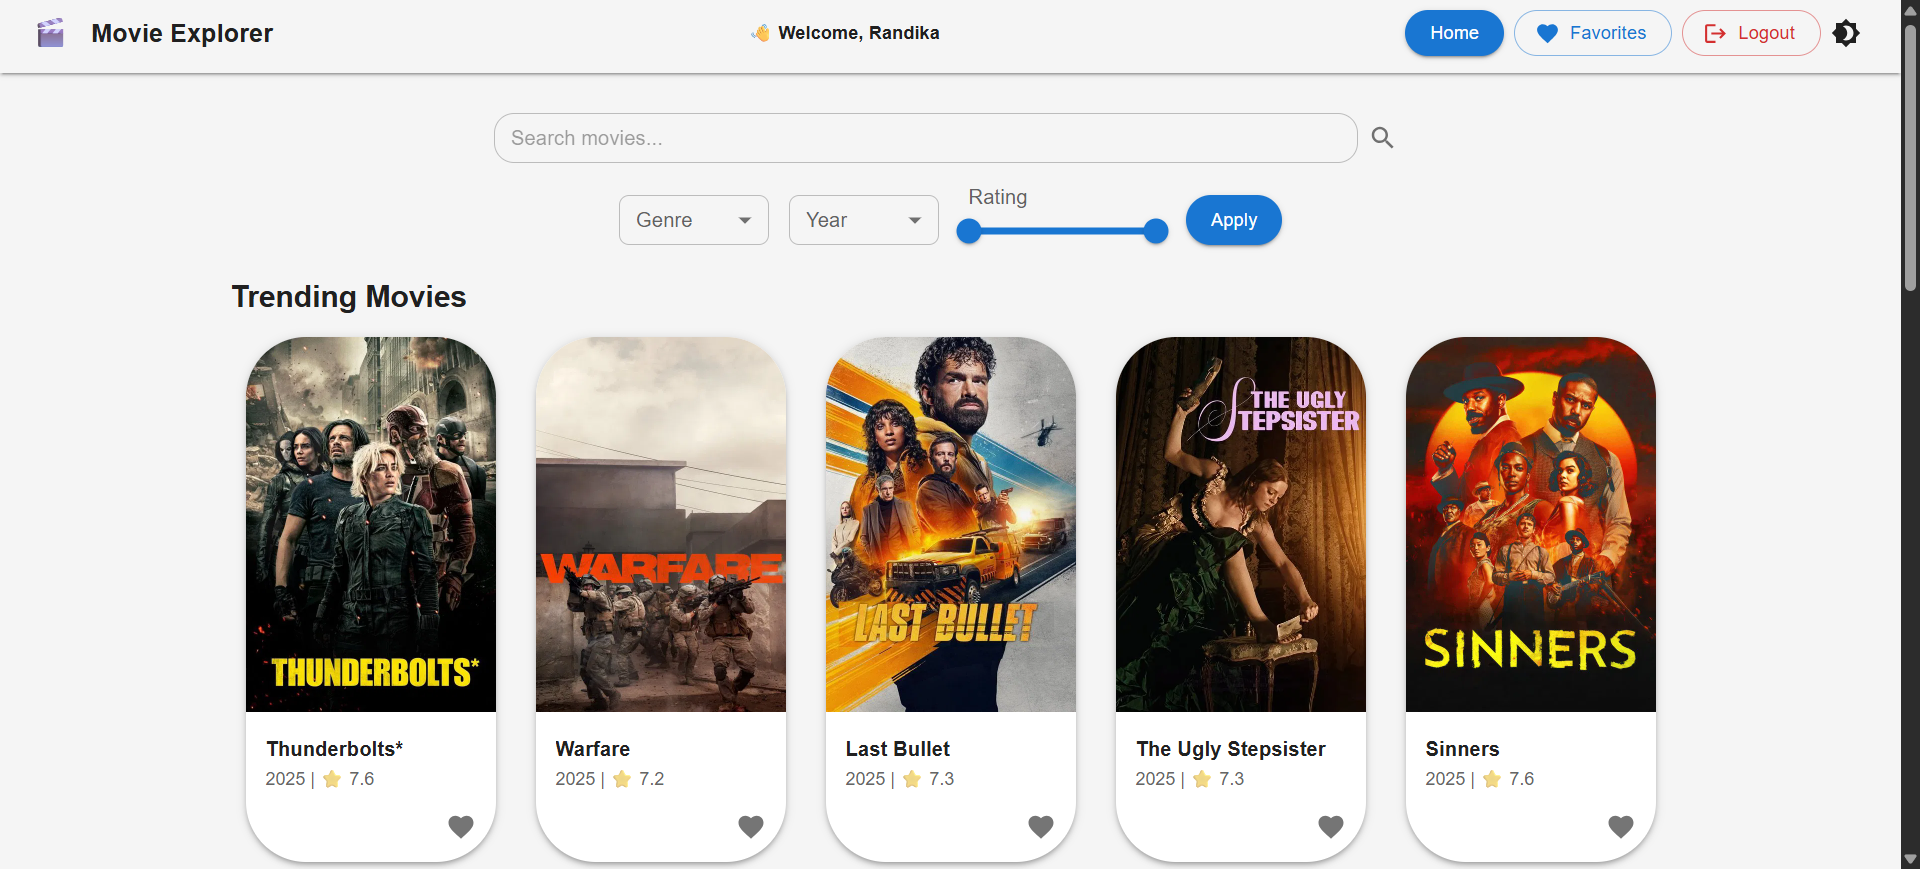 Movie Explorer
👋 Welcome, Randika
Home
Favorites
Logout
Search movies...
Genre
Year
Rating
Apply
Trending Movies
THUNDERBOLTS*
WARFARE
LAST BULLET
THE UGLY
STEPSISTER
SINNERS
Thunderbolts*
2025 | ⭐ 7.6
Warfare
2025 | ⭐ 7.2
Last Bullet
2025 | ⭐ 7.3
The Ugly Stepsister
2025 | ⭐ 7.3
Sinners
2025 | ⭐ 7.6